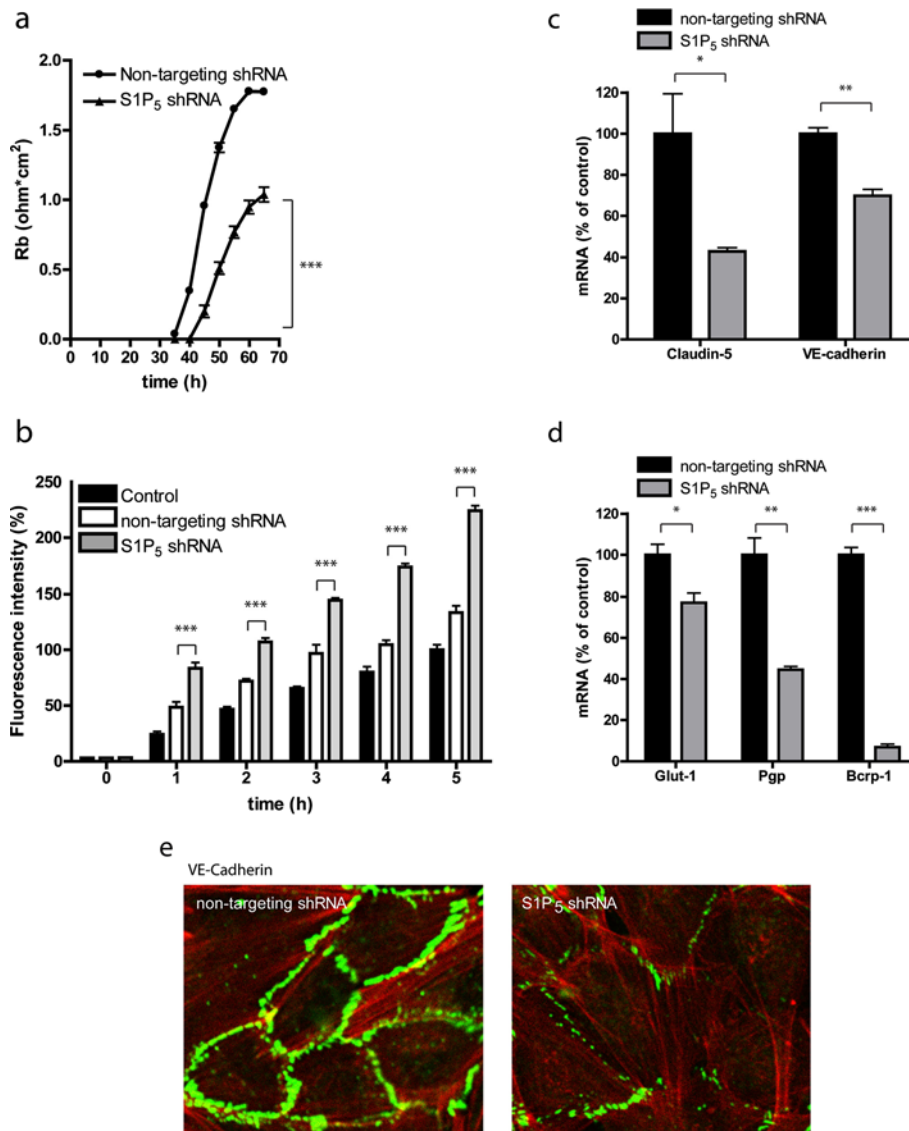 a
Non-targeting shRNA
S1P5 shRNA
2.0
1.5
1.0
0.5
0.0
Rb (ohm*cm2)
***
0 10 20 30 40 50 60 70
time (h)
b
Control
non-targeting shRNA
S1P5 shRNA
250
200
150
100
50
0
Fluorescence intensity (%)
***
***
***
***
***
0 1 2 3 4 5
time (h)
c
non-targeting shRNA
S1P5 shRNA
* **
120
100
80
60
40
20
0
mRNA (% of control)
Claudin-5 VE-cadherin
d
non-targeting shRNA
S1P5 shRNA
* ** ***
120
100
80
60
40
20
0
mRNA (% of control)
Glut-1 Pgp Bcrp-1
e
VE-Cadherin
non-targeting shRNA
S1P5 shRNA